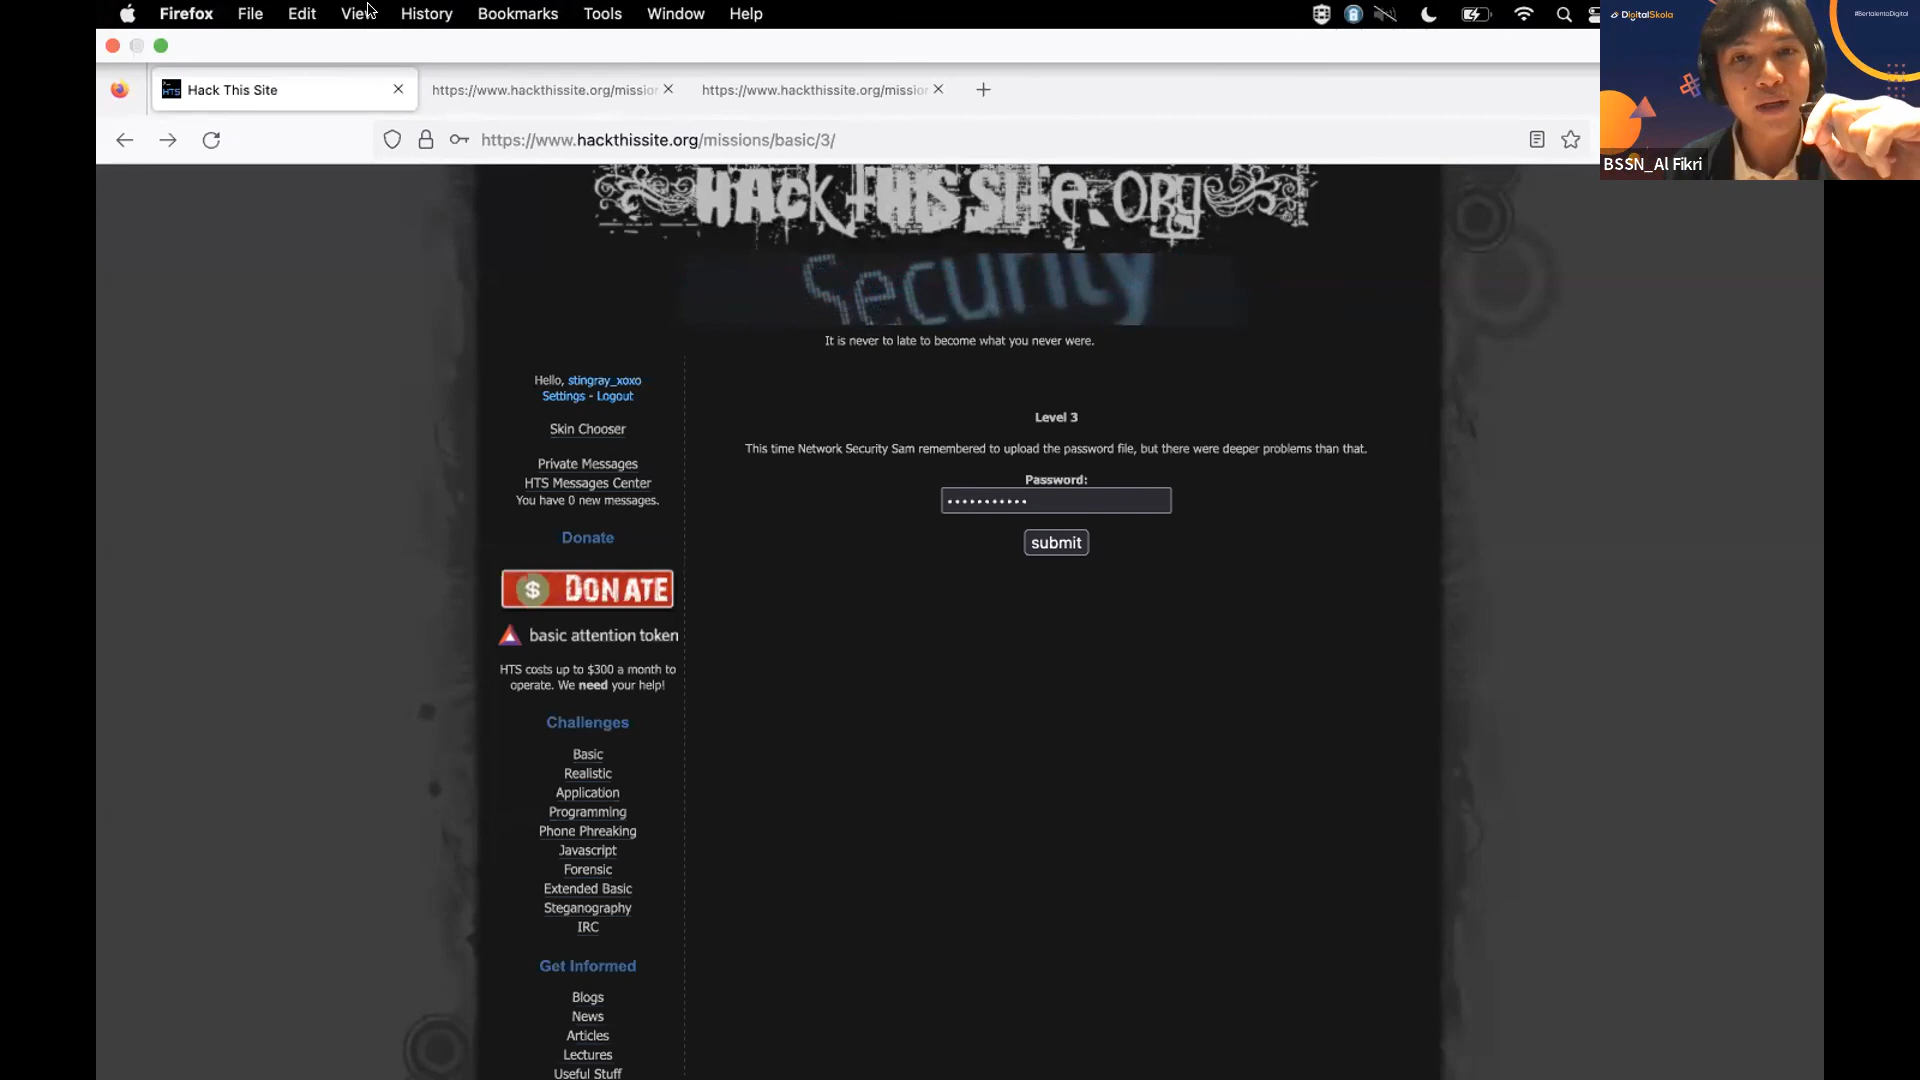 Firefox File Edit View History Bookmarks Tools Window Help
DigitalSkola
#BertalentaDigital
Hack This Site
https://www.hackthissite.org/missio
https://www.hackthissite.org/missio
https://www.hackthissite.org/missions/basic/3/
BSSN_Al Fikri
HACK THIS SITE.ORG
Security
It is never to late to become what you never were.
Hello, stingray_xoxo
Settings - Logout
Skin Chooser
Private Messages
HTS Messages Center
You have 0 new messages.
Donate
$ DONATE
basic attention token
HTS costs up to $300 a month to
operate. We need your help!
Challenges
Basic
Realistic
Application
Programming
Phone Phreaking
Javascript
Forensic
Extended Basic
Steganography
IRC
Get Informed
Blogs
News
Articles
Lectures
Useful Stuff
Level 3
This time Network Security Sam remembered to upload the password file, but there were deeper problems than that.
Password:
submit